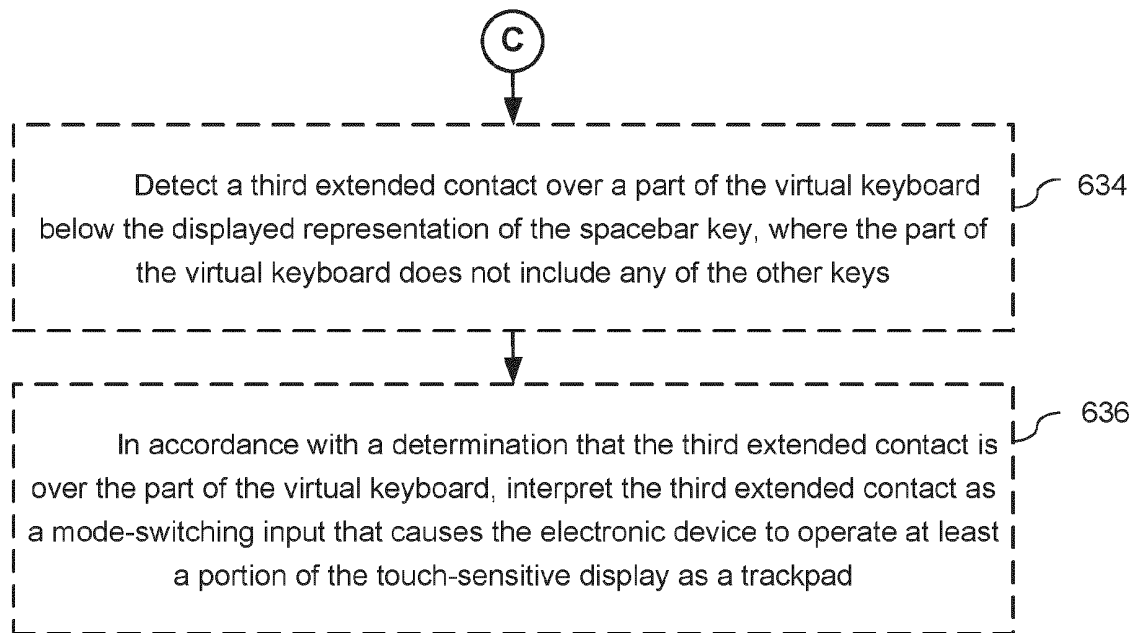 C
Detect a third extended contact over a part of the virtual keyboard
below the displayed representation of the spacebar key, where the part of
the virtual keyboard does not include any of the other keys
634
In accordance with a determination that the third extended contact is
over the part of the virtual keyboard, interpret the third extended contact as
a mode-switching input that causes the electronic device to operate at least
a portion of the touch-sensitive display as a trackpad
636